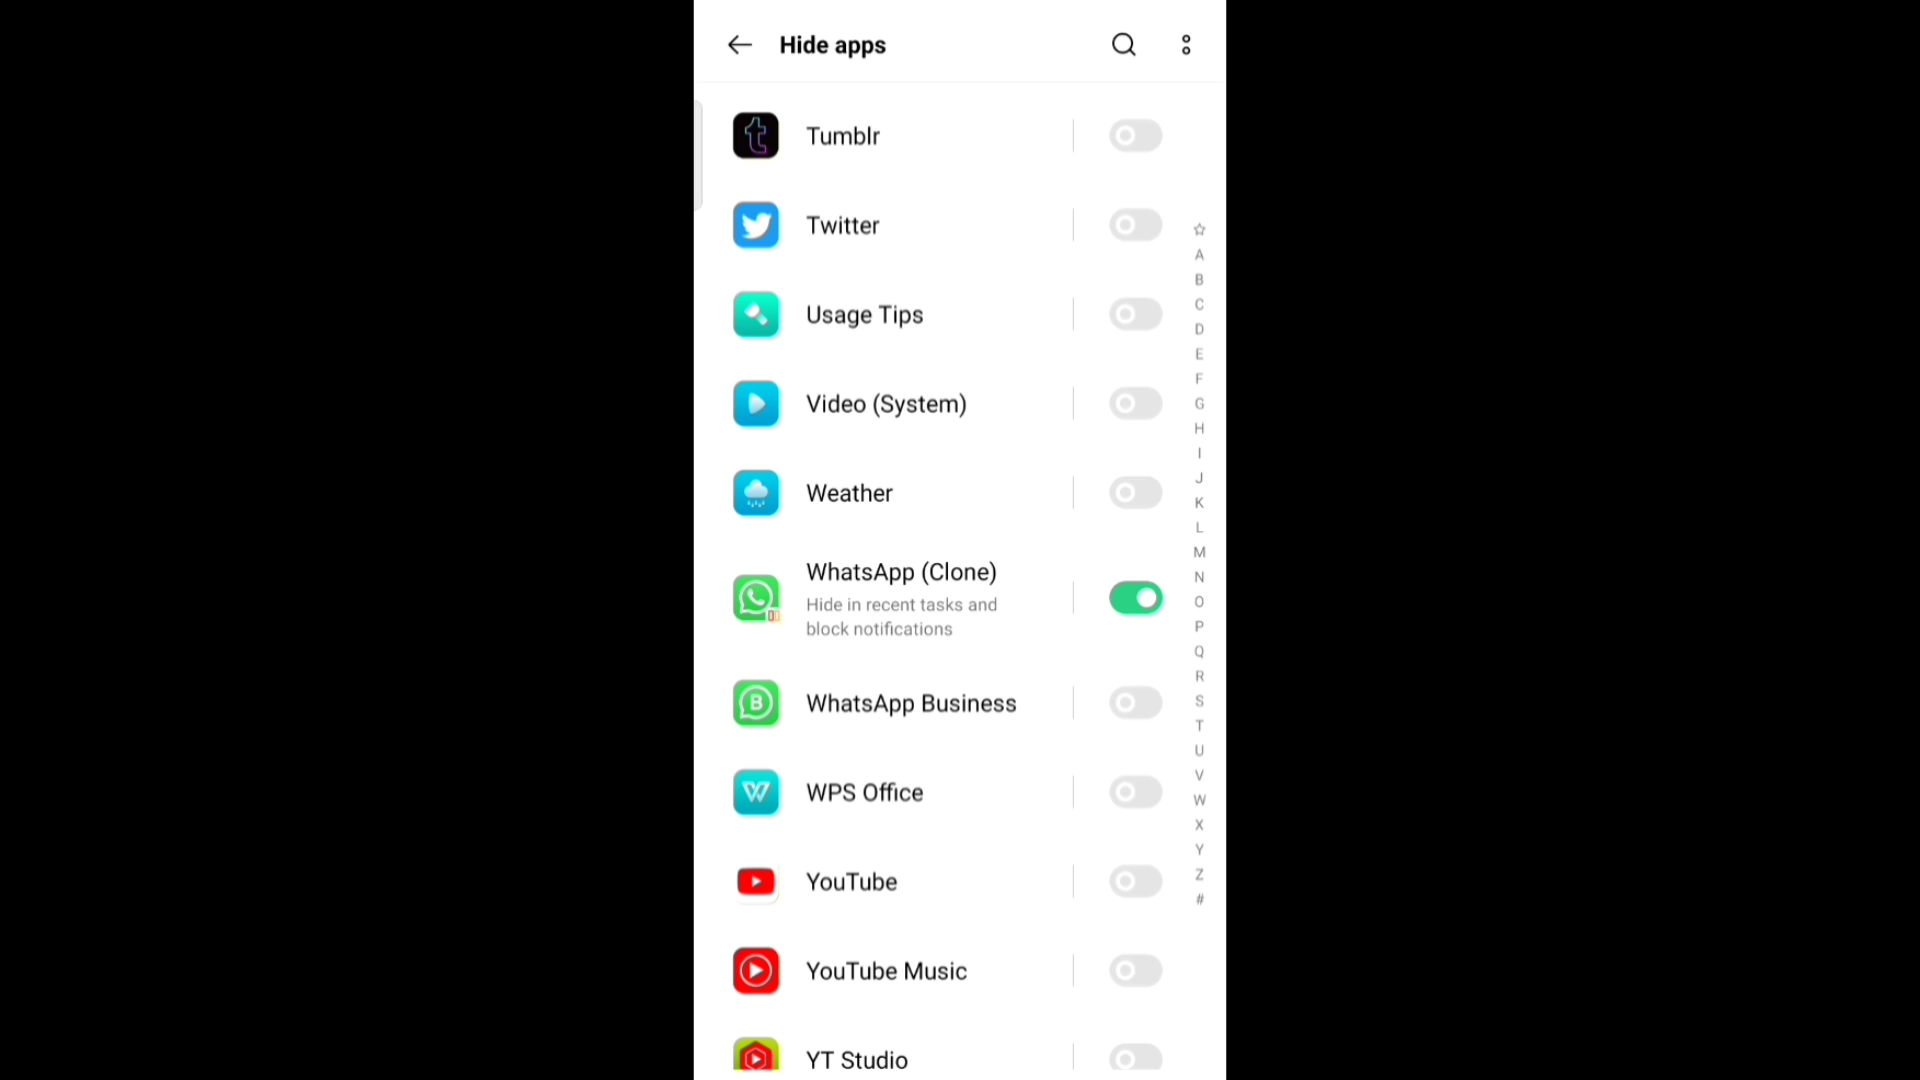 Hide apps
Tumblr
Twitter
Usage Tips
Video (System)
Weather
WhatsApp (Clone)
Hide in recent tasks and
block notifications
WhatsApp Business
WPS Office
YouTube
YouTube Music
YT Studio
A
B
C
D
E
F
G
H
I
J
K
L
M
N
O
P
Q
R
S
T
U
V
W
X
Y
Z
#